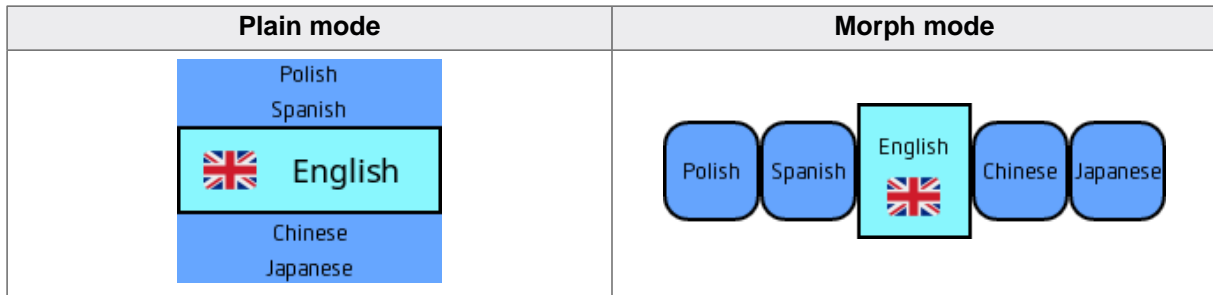 Plain mode
Morph mode
Polish
Spanish
English
Chinese
Japanese
Polish
Spanish
English
Chinese
Japanese